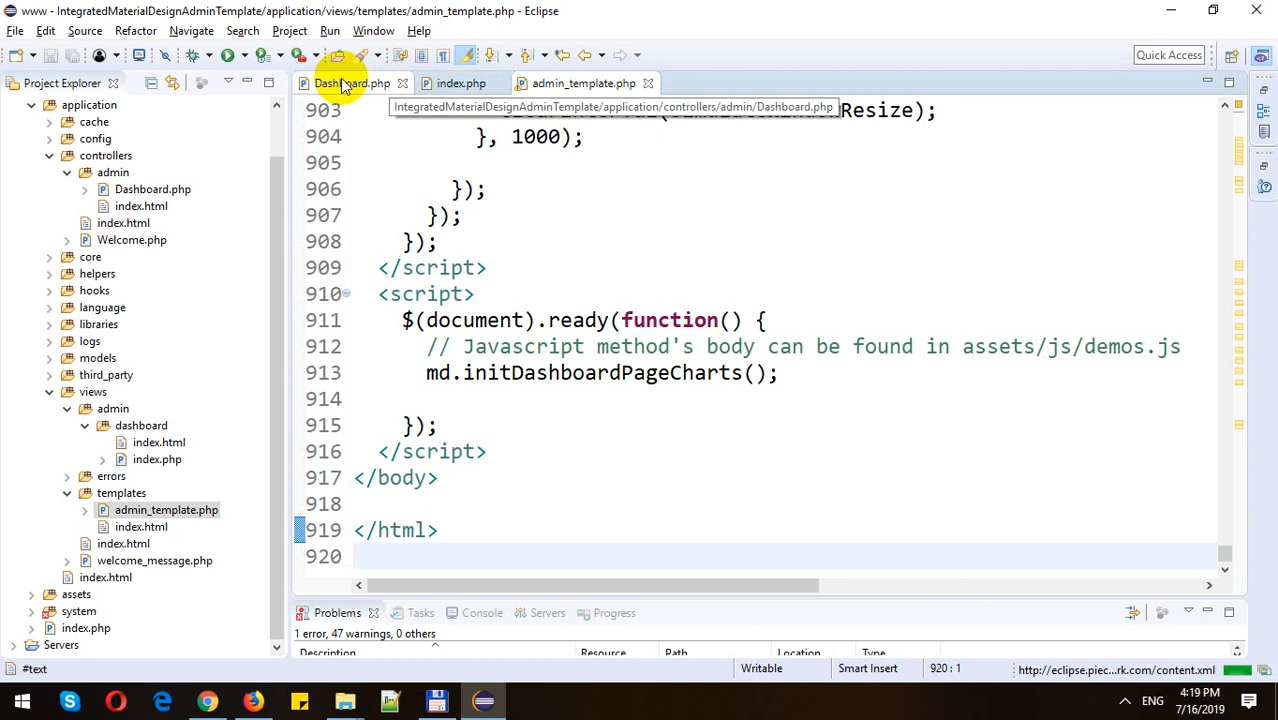 www - IntegratedMaterialDesignAdminTemplate/application/views/templates/admin_template.php - Eclipse
File Edit Source Refactor Navigate Search Project Run Window Help
Quick Access
Project Explorer
Dashboard.php
index.php
admin_template.php
IntegratedMaterialDesignAdminTemplate/application/controllers/admin/Dashboard.php
application
cache
config
controllers
admin
Dashboard.php
index.html
index.html
Welcome.php
core
helpers
hooks
language
libraries
logs
models
third_party
views
admin
dashboard
index.html
index.php
errors
templates
admin_template.php
index.html
index.html
welcome_message.php
index.html
assets
system
index.php
Servers
903 Resize);
904 }, 1000);
905
906 });
907 });
908 });
909 </script>
910 <script>
911 $(document).ready(function() {
912 // Javascript method's body can be found in assets/js/demos.js
913 md.initDashboardPageCharts();
914
915 });
916 </script>
917 </body>
918
919 </html>
920
Problems Tasks Console Servers Progress
1 error, 47 warnings, 0 others
Description Resource Path Location Type
#text
Writable
Smart Insert
920 : 1
http://eclipse.piec...rk.com/content.xml
ENG
4:19 PM
7/16/2019